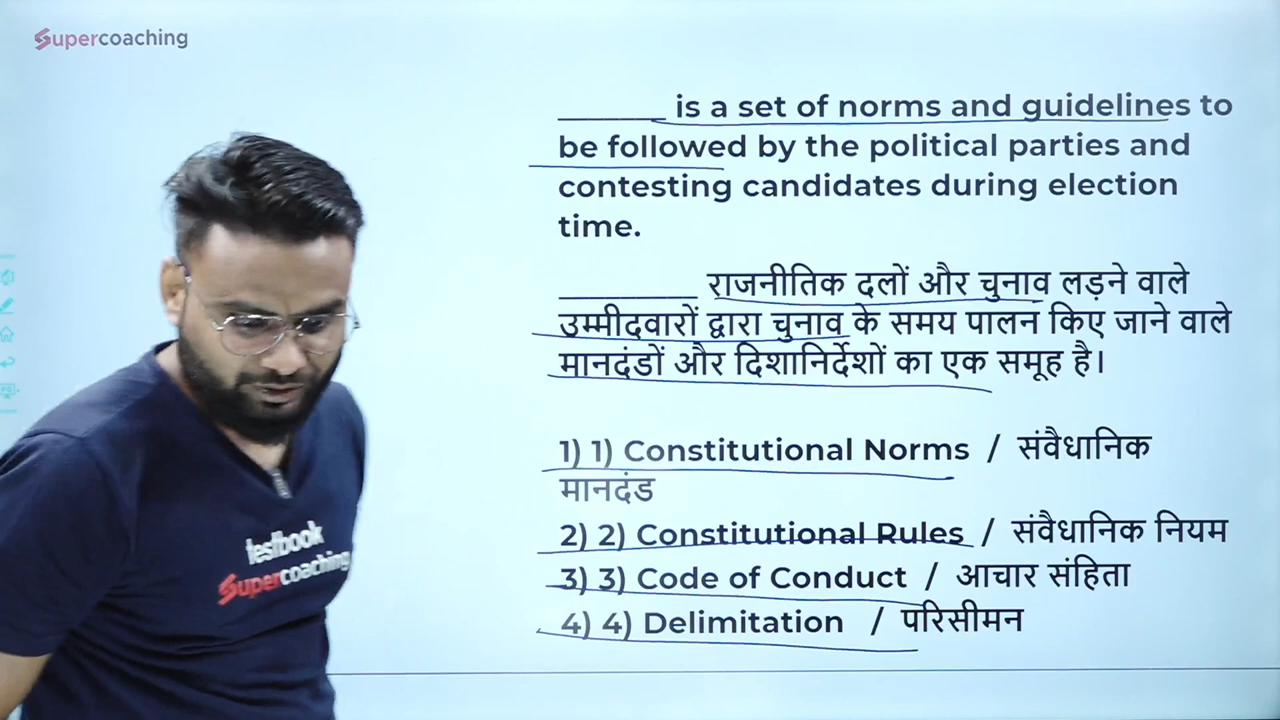 Supercoaching
_______ is a set of norms and guidelines to
be followed by the political parties and
contesting candidates during election
time.
_________ राजनीतिक दलों और चुनाव लड़ने वाले
उम्मीदवारों द्वारा चुनाव के समय पालन किए जाने वाले
मानदंडों और दिशानिर्देशों का एक समूह है।
1) 1) Constitutional Norms / संवैधानिक
मानदंड
2) 2) Constitutional Rules / संवैधानिक नियम
3) 3) Code of Conduct / आचार संहिता
4) 4) Delimitation / परिसीमन
testbook
Supercoaching